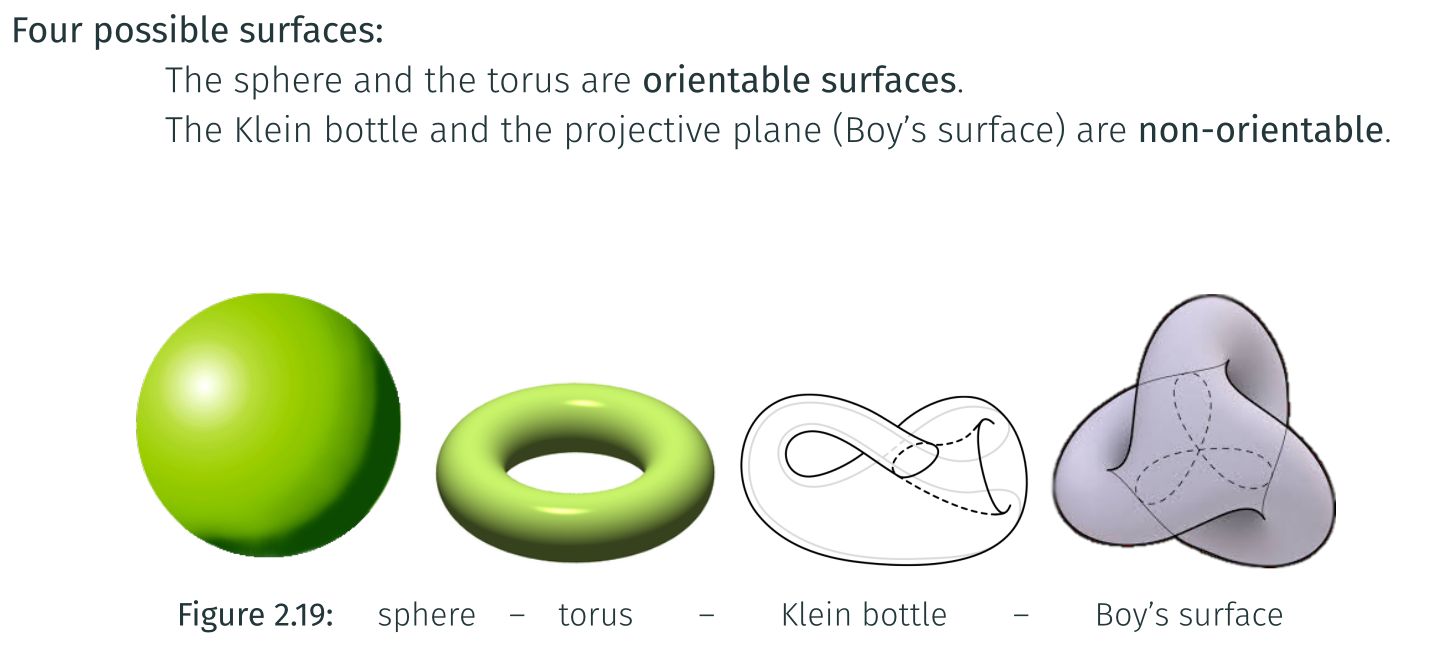 Four possible surfaces:
The sphere and the torus are orientable surfaces.
The Klein bottle and the projective plane (Boy’s surface) are non-orientable.
Figure 2.19: sphere – torus – Klein bottle – Boy’s surface